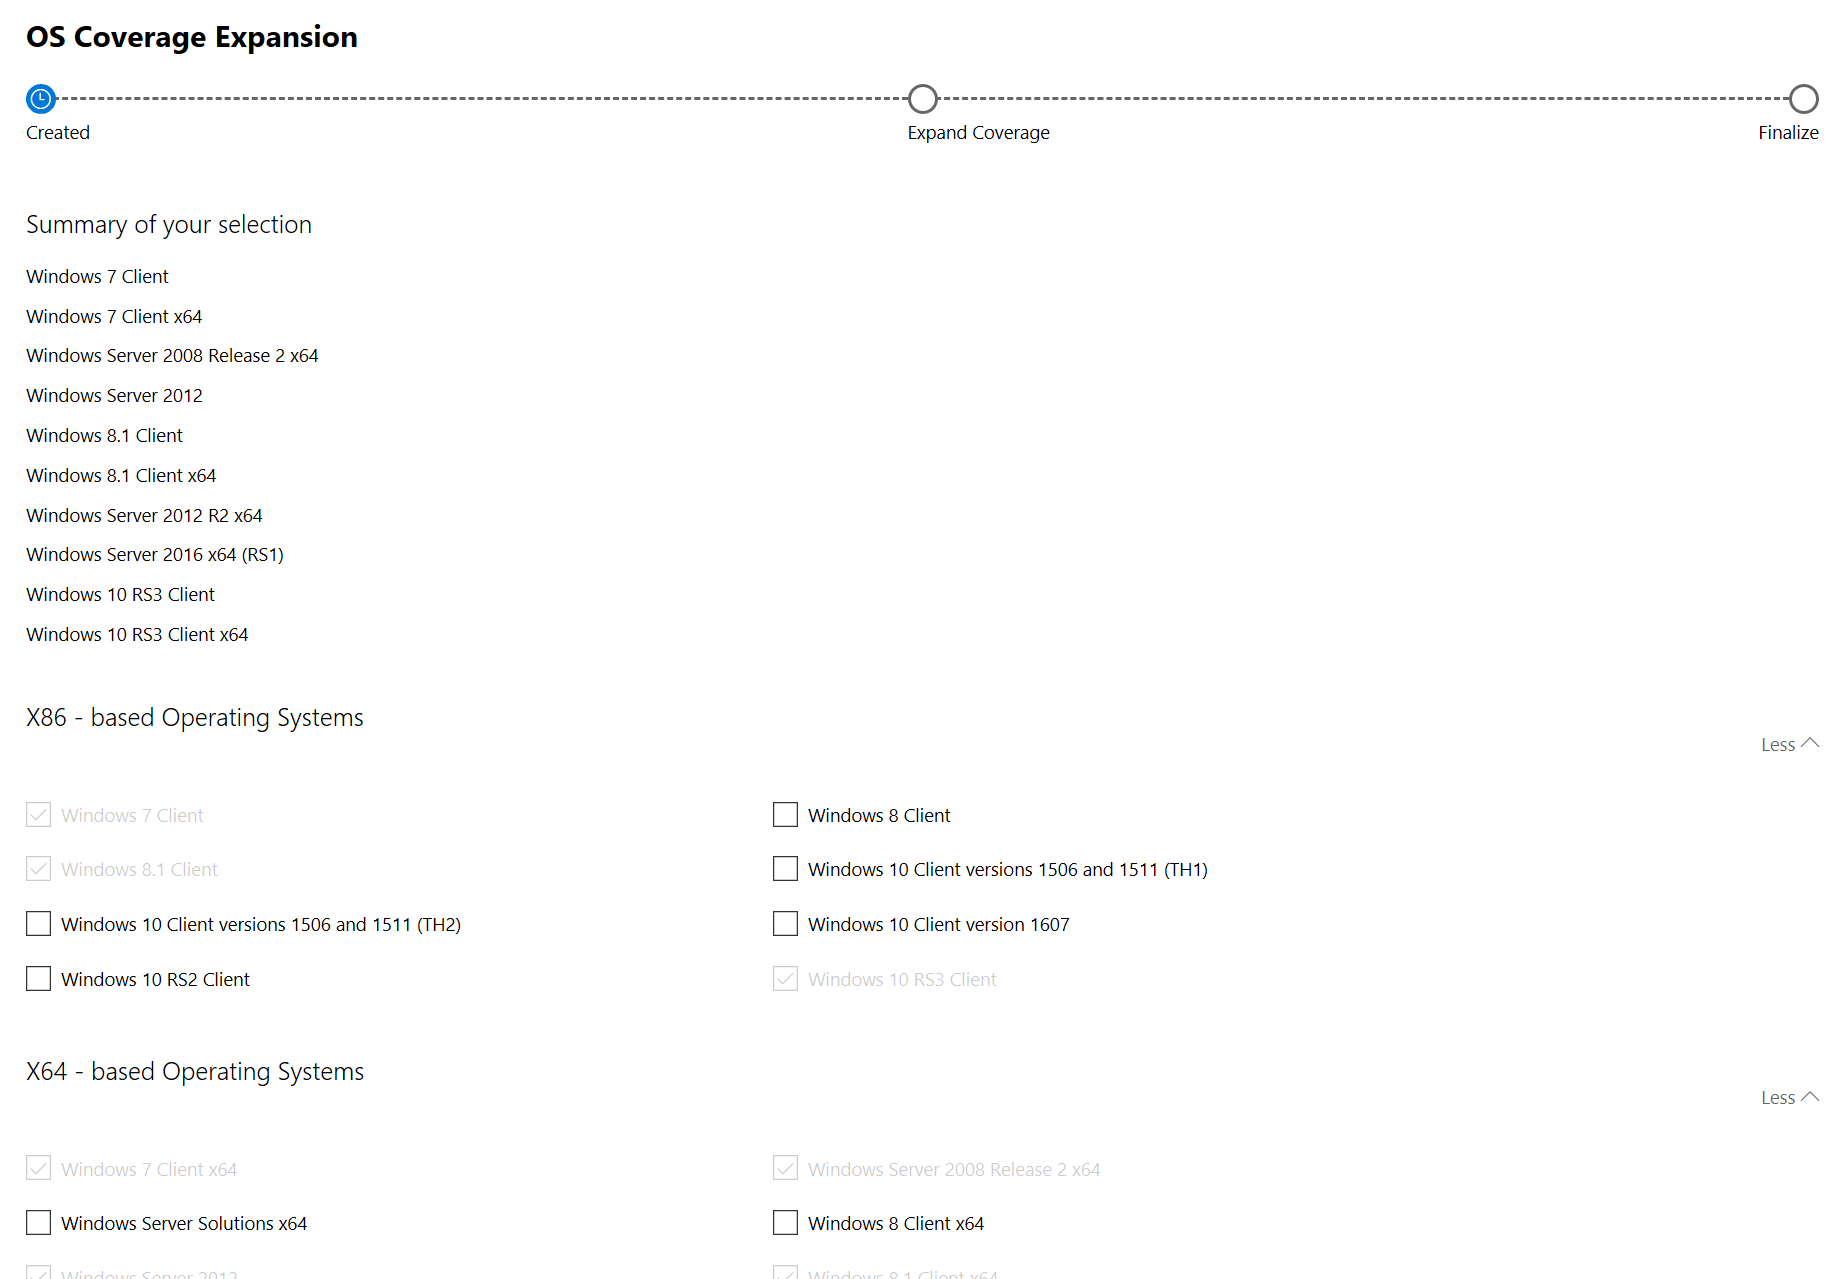 OS Coverage Expansion
Created
Expand Coverage
Finalize
Summary of your selection
Windows 7 Client
Windows 7 Client x64
Windows Server 2008 Release 2 x64
Windows Server 2012
Windows 8.1 Client
Windows 8.1 Client x64
Windows Server 2012 R2 x64
Windows Server 2016 x64 (RS1)
Windows 10 RS3 Client
Windows 10 RS3 Client x64
X86 - based Operating Systems
Less
Windows 7 Client
Windows 8 Client
Windows 8.1 Client
Windows 10 Client versions 1506 and 1511 (TH1)
Windows 10 Client versions 1506 and 1511 (TH2)
Windows 10 Client version 1607
Windows 10 RS2 Client
Windows 10 RS3 Client
X64 - based Operating Systems
Less
Windows 7 Client x64
Windows Server 2008 Release 2 x64
Windows Server Solutions x64
Windows 8 Client x64
Windows Server 2012
Windows 8.1 Client x64